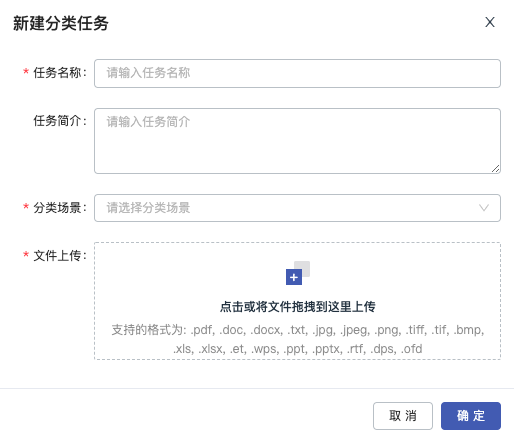 新建分类任务
* 任务名称: 请输入任务名称
任务简介: 请输入任务简介
* 分类场景: 请选择分类场景
* 文件上传:
点击或将文件拖拽到这里上传
支持的格式为: .pdf, .doc, .docx, .txt, .jpg, .jpeg, .png, .tiff, .tif, .bmp,
.xls, .xlsx, .et, .wps, .ppt, .pptx, .rtf, .dps, .ofd
取 消 确 定